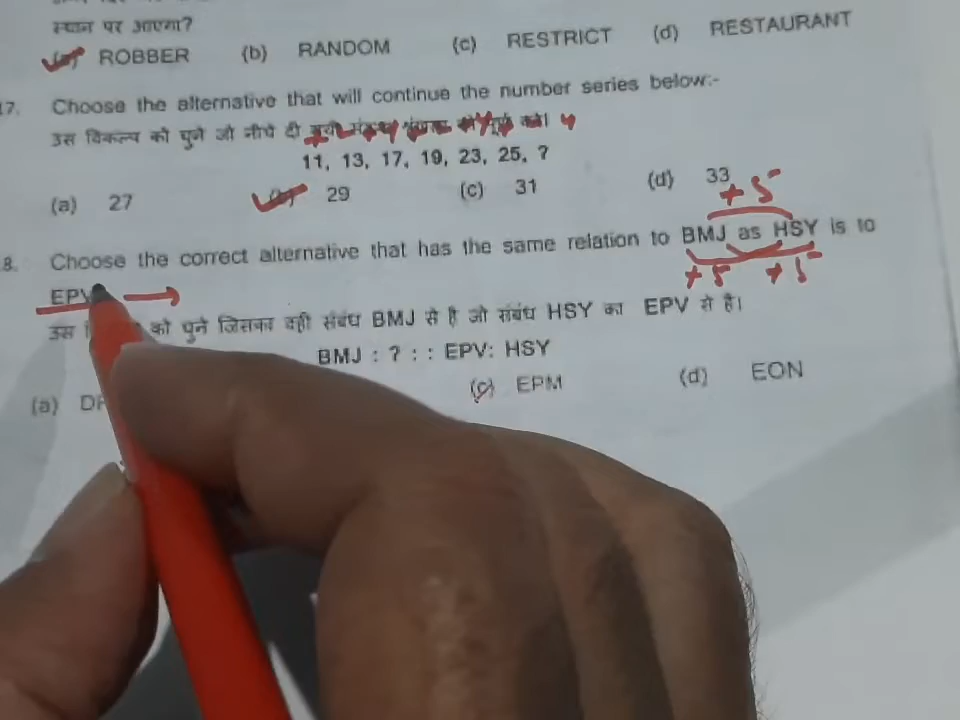 स्थान पर आएगा?
ROBBER (b) RANDOM (c) RESTRICT (d) RESTAURANT
17. Choose the alternative that will continue the number series below:-
उस विकल्प को चुने जो नीचे दी
11, 13, 17, 19, 23, 25, ?
(a) 27 29 (c) 31 (d) 33
+5
8. Choose the correct alternative that has the same relation to BMJ as HSY is to
+5 +5
EPV
उस को चुने जिसका वही संबंध BMJ से है जो संबंध HSY का EPV से है।
BMJ : ? : : EPV: HSY
(a) (c) EPM (d) EON